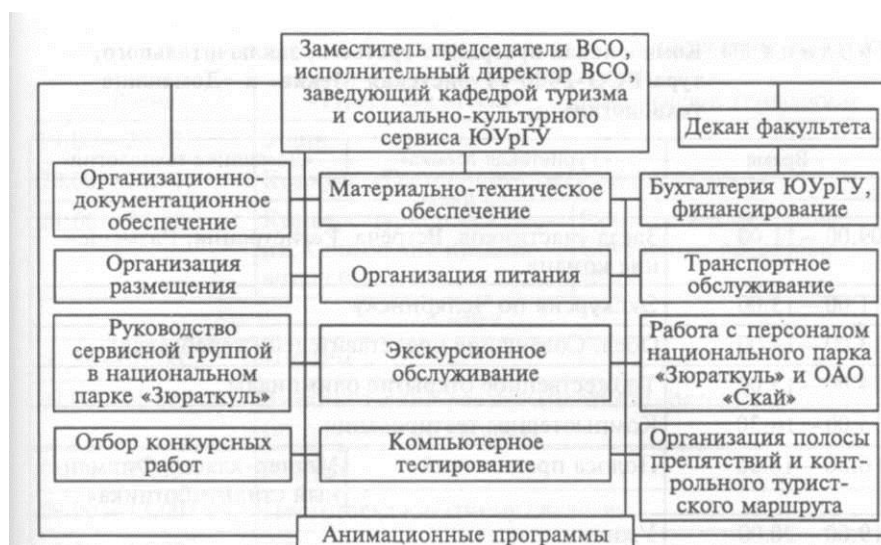 Заместитель председателя ВСО,
исполнительный директор ВСО,
заведующий кафедрой туризма
и социально-культурного
сервиса ЮУрГУ
Декан факультета
Организационно-
документационное
обеспечение
Материально-техническое
обеспечение
Бухгалтерия ЮУрГУ,
финансирование
Организация
размещения
Организация питания
Транспортное
обслуживание
Руководство
сервисной группой
в национальном
парке «Зюраткуль»
Экскурсионное
обслуживание
Работа с персоналом
национального парка
«Зюраткуль» и ОАО
«Скай»
Отбор конкурсных
работ
Компьютерное
тестирование
Организация полосы
препятствий и конт-
рольного турист-
ского маршрута
Анимационные программы